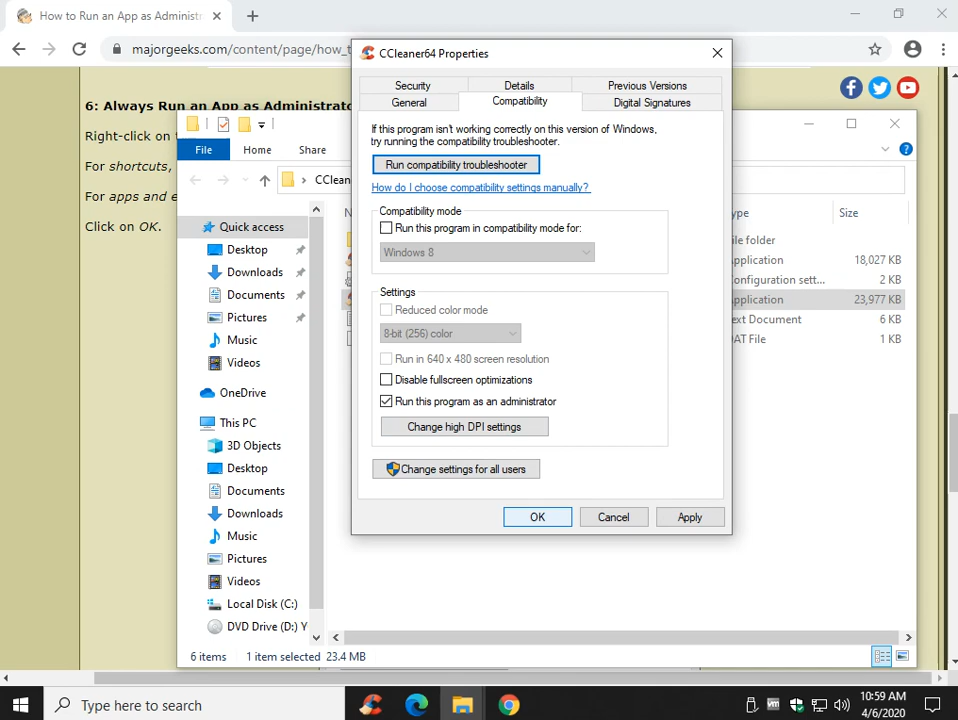 How to Run an App as Administr
majorgeeks.com/content/page/how_t
6: Always Run an App as Administrato
Right-click on t
For shortcuts,
For apps and e
Click on OK.
File
Home
Share
CClean
Quick access
Desktop
Downloads
Documents
Pictures
Music
Videos
OneDrive
This PC
3D Objects
Desktop
Documents
Downloads
Music
Pictures
Videos
Local Disk (C:)
DVD Drive (D:) Y
6 items
1 item selected 23.4 MB
CCleaner64 Properties
Security
Details
Previous Versions
General
Compatibility
Digital Signatures
If this program isn't working correctly on this version of Windows,
try running the compatibility troubleshooter.
Run compatibility troubleshooter
How do I choose compatibility settings manually?
Compatibility mode
Run this program in compatibility mode for:
Windows 8
Settings
Reduced color mode
8-bit (256) color
Run in 640 x 480 screen resolution
Disable fullscreen optimizations
Run this program as an administrator
Change high DPI settings
Change settings for all users
OK
Cancel
Apply
ype
Size
ile folder
pplication
18,027 KB
onfiguration sett...
2 KB
pplication
23,977 KB
ext Document
6 KB
DAT File
1 KB
Type here to search
10:59 AM
4/6/2020